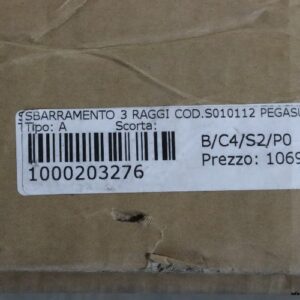 SBARRAMENTO 3 RAGGI COD.S010112 PEGASU
Tipo: A Scorta:
B/C4/S2/P0
Prezzo: 1069
1000203276